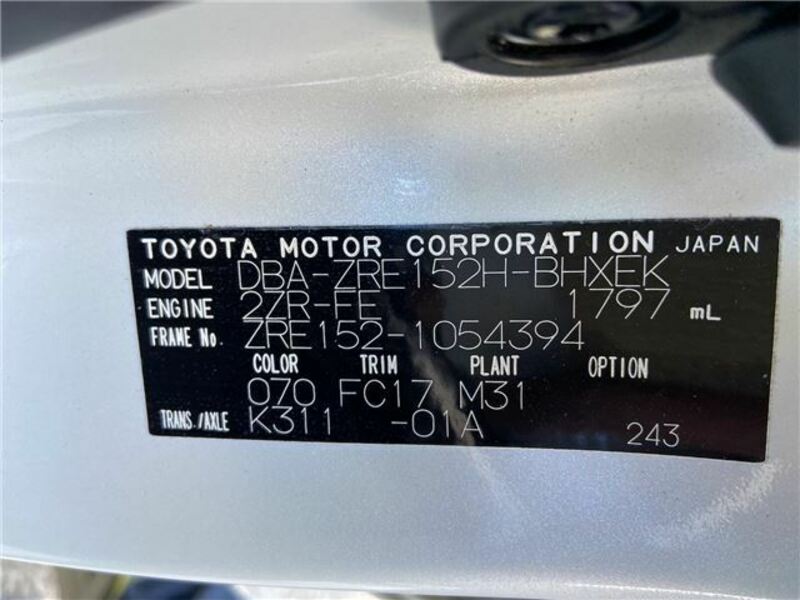 TOYOTA MOTOR CORPORATION JAPAN
MODEL DBA-ZRE152H-BHXEK
ENGINE 2ZR-FE 1797 mL
FRAME No. ZRE152-1054394
COLOR TRIM PLANT OPTION
070 FC17 M31
TRANS./AXLE K311 -01A 243